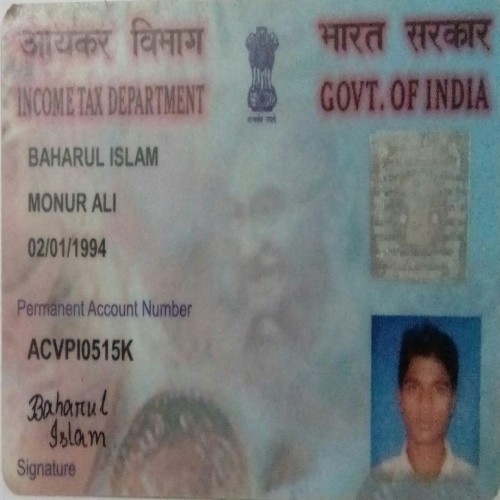 आयकर विभाग
INCOME TAX DEPARTMENT
भारत सरकार
GOVT. OF INDIA
BAHARUL ISLAM
MONUR ALI
02/01/1994
Permanent Account Number
ACVPI0515K
Baharul
Islam
Signature